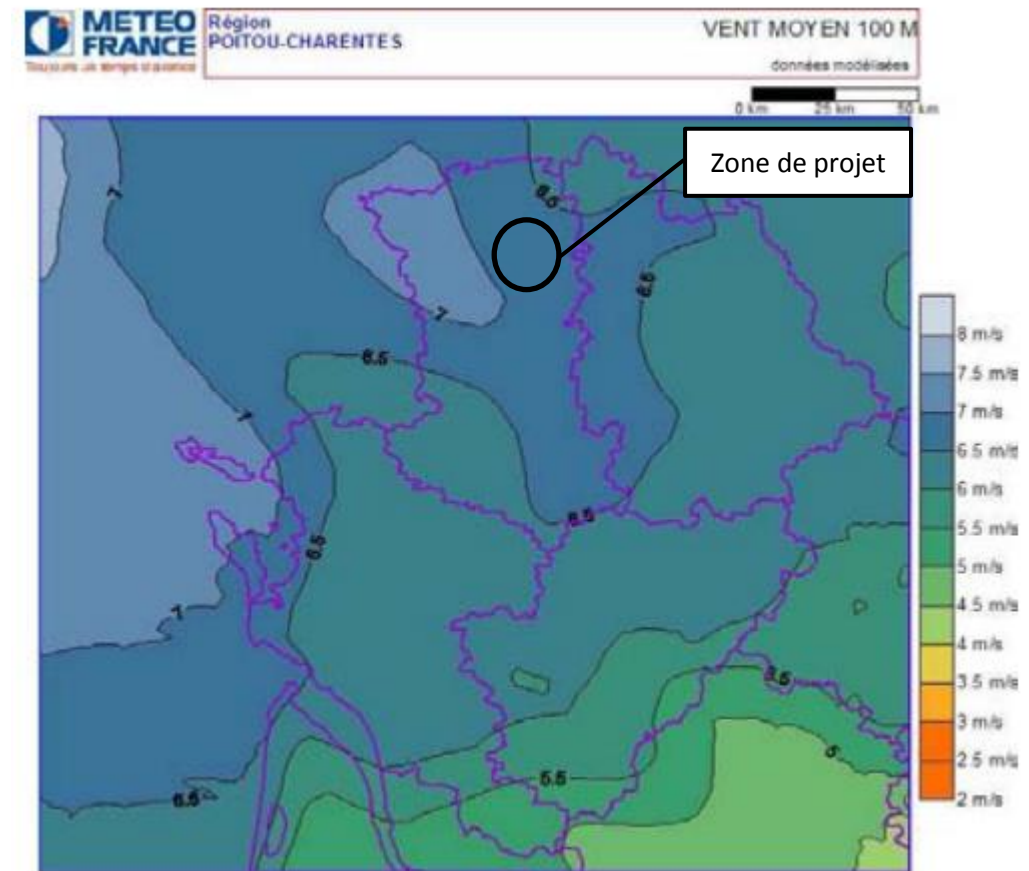 METEO
FRANCE
Toujours un temps d'avance
Région
POITOU-CHARENTES
VENT MOYEN 100 M
données modélisées
0 km 25 km 50 km
Zone de projet
7
6.5
7
6.5
6.5
7
6.5
6.5
7
6.5
5.5
5
5.5
6.5
8 m/s
7.5 m/s
7 m/s
6.5 m/s
6 m/s
5.5 m/s
5 m/s
4.5 m/s
4 m/s
3.5 m/s
3 m/s
2.5 m/s
2 m/s